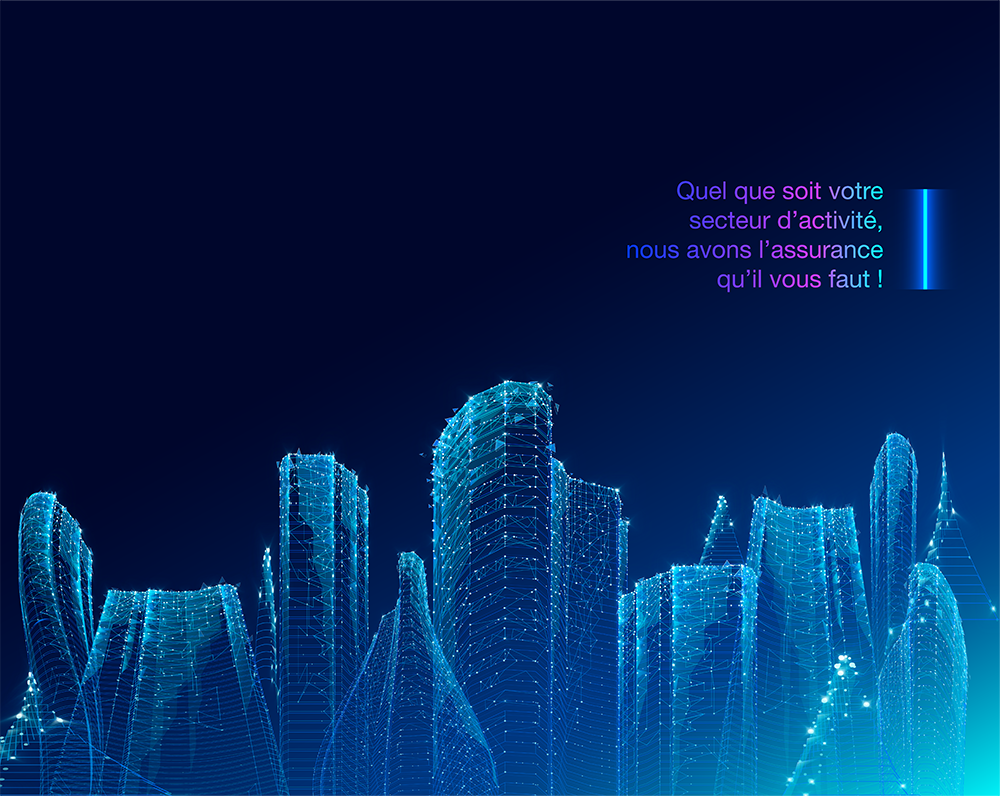 Quel que soit votre
secteur d’activité,
nous avons l’assurance
qu’il vous faut !